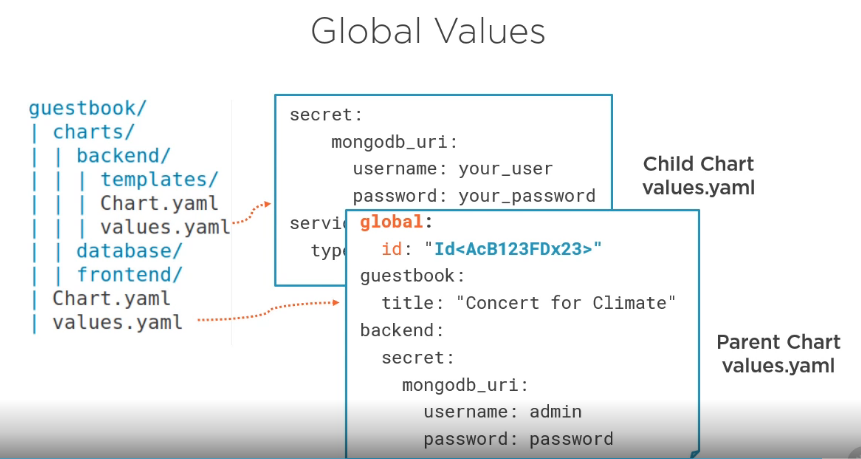 Global Values
guestbook/
| charts/
| | backend/
| | | templates/
| | | Chart.yaml
| | | values.yaml
| | database/
| | frontend/
| Chart.yaml
| values.yaml
secret:
mongodb_uri:
username: your_user
password: your_password
servi
typ
Child Chart
values.yaml
global:
id: "Id<AcB123FDx23>"
guestbook:
title: "Concert for Climate"
backend:
secret:
mongodb_uri:
username: admin
password: password
Parent Chart
values.yaml